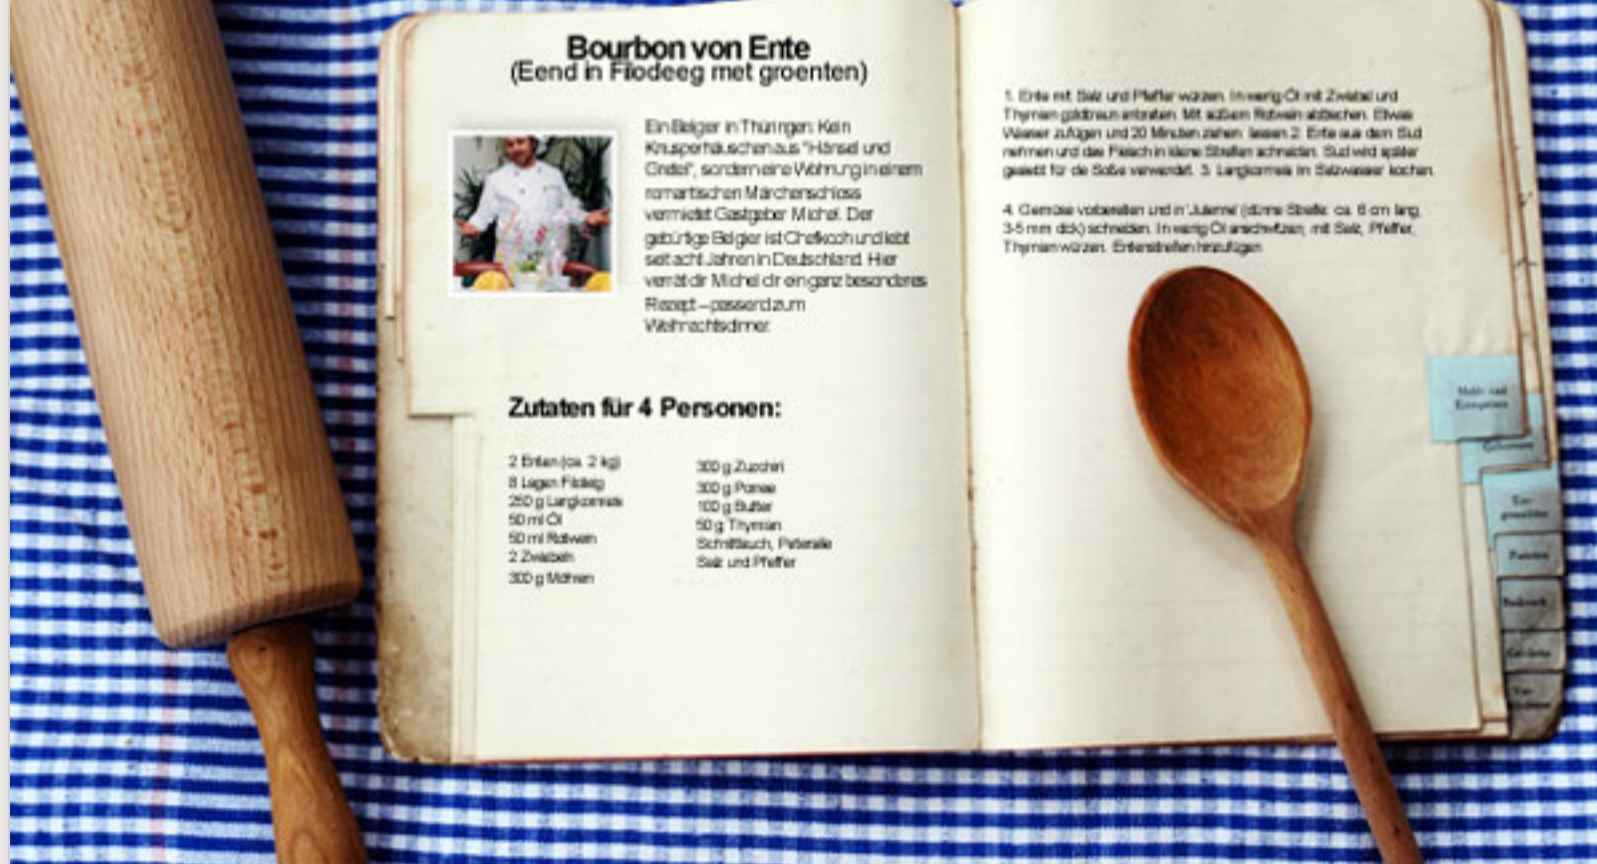 Bourbon von Ente
(Eend in Filodeeg met groenten)
Ein Belgier in Thüringen: Kein
Knusperhäuschen aus "Hänsel und
Gretel", sondern eine Wohnung in einem
romantischen Märchenschloss
vermietet Gastgeber Michel. Der
gebürtige Belgier ist Chefkoch und lebt
seit acht Jahren in Deutschland. Hier
verrät dir Michel dir ein ganz besonderes
Rezept – passend zum
Weihnachtsdinner.
Zutaten für 4 Personen:
2 Enten (ca. 2 kg)
8 Lagen Filoteig
250 g Langkornreis
50 ml Öl
50 ml Rotwein
2 Zwiebeln
300 g Möhren
300 g Zucchini
300 g Porree
100 g Butter
50 g Thymian
Schnittlauch, Petersilie
Salz und Pfeffer
1. Ente mit Salz und Pfeffer würzen. In wenig Öl mit Zwiebel und
Thymian goldbraun anbraten. Mit süßem Rotwein ablöschen. Etwas
Wasser zufügen und 20 Minuten ziehen lassen 2. Ente aus dem Sud
nehmen und das Fleisch in kleine Streifen schneiden. Sud wird später
gesiebt für die Soße verwendet. 3. Langkornreis im Salzwasser kochen.
4. Gemüse vorbereiten und in 'Julienne' (dünne Streife: ca. 6 cm lang,
3-5 mm dick) schneiden. In wenig Öl anschwitzen, mit Salz, Pfeffer,
Thymian würzen. Entenstreifen hinzufügen